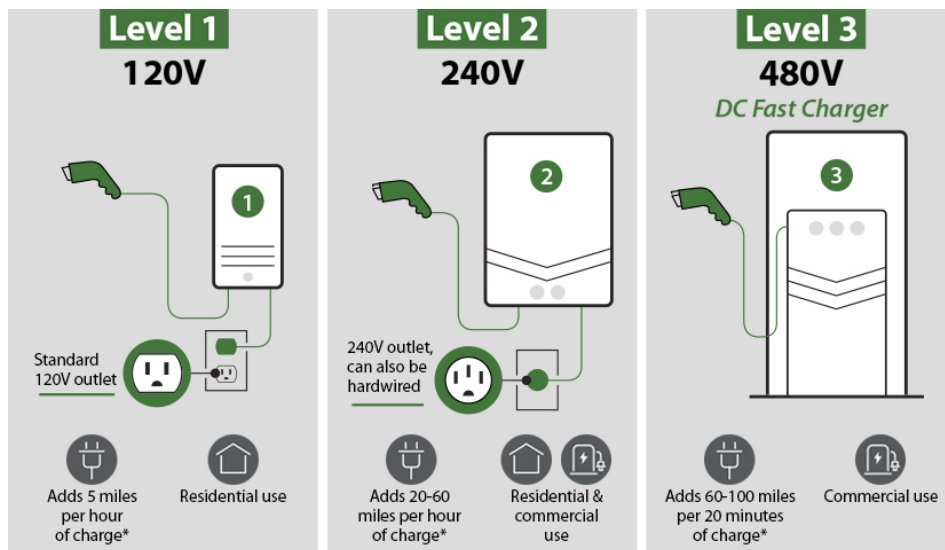 Level 1
120V
1
Standard
120V outlet
Adds 5 miles
per hour
of charge*
Residential use
Level 2
240V
2
240V outlet,
can also be
hardwired
Adds 20-60
miles per hour
of charge*
Residential &
commercial
use
Level 3
480V
DC Fast Charger
3
Adds 60-100 miles
per 20 minutes
of charge*
Commercial use